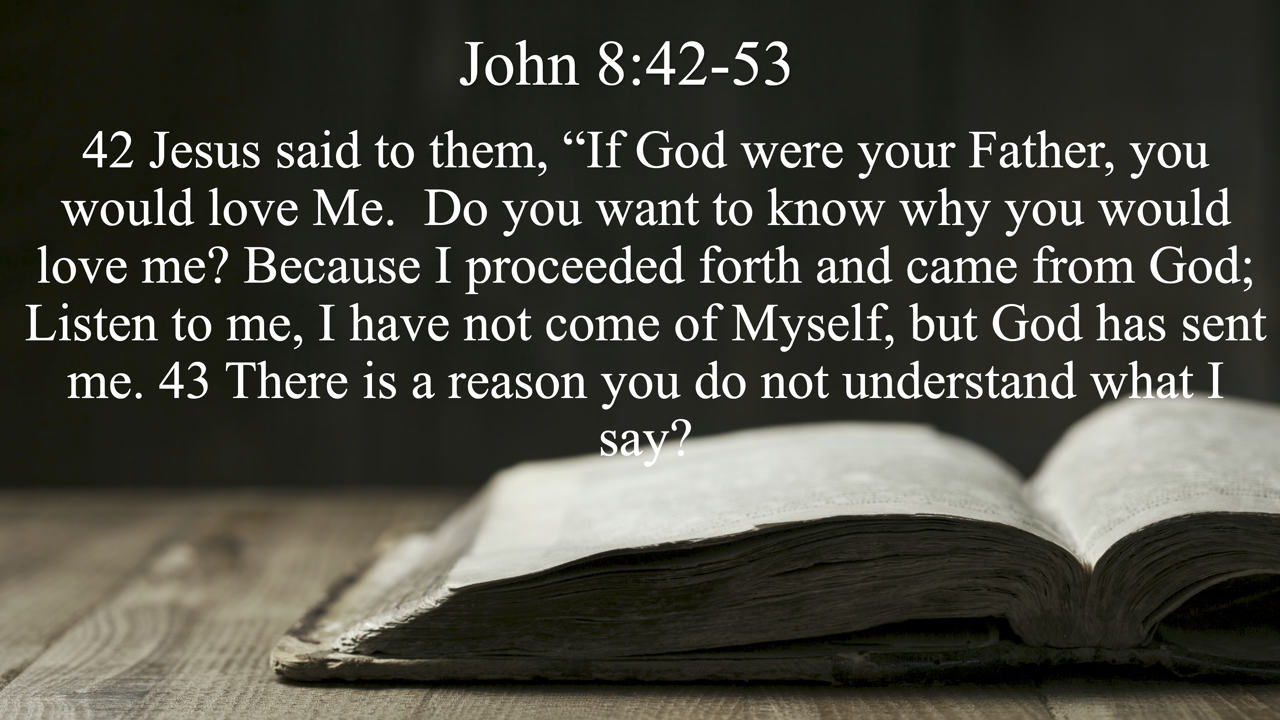 John 8:42-53
42 Jesus said to them, “If God were your Father, you
would love Me.  Do you want to know why you would
love me? Because I proceeded forth and came from God;
Listen to me, I have not come of Myself, but God has sent
me. 43 There is a reason you do not understand what I
say?